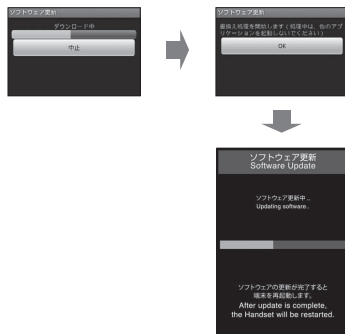 ソフトウェア更新
ダウンロード中
中止
ソフトウェア更新
書換え処理を開始します(処理中は、他のアプ
リケーションを起動しないでください)
OK
ソフトウェア更新
Software Update
ソフトウェア更新中...
Updating software..
ソフトウェアの更新が完了すると
端末を再起動します。
After update is complete,
the Handset will be restarted.